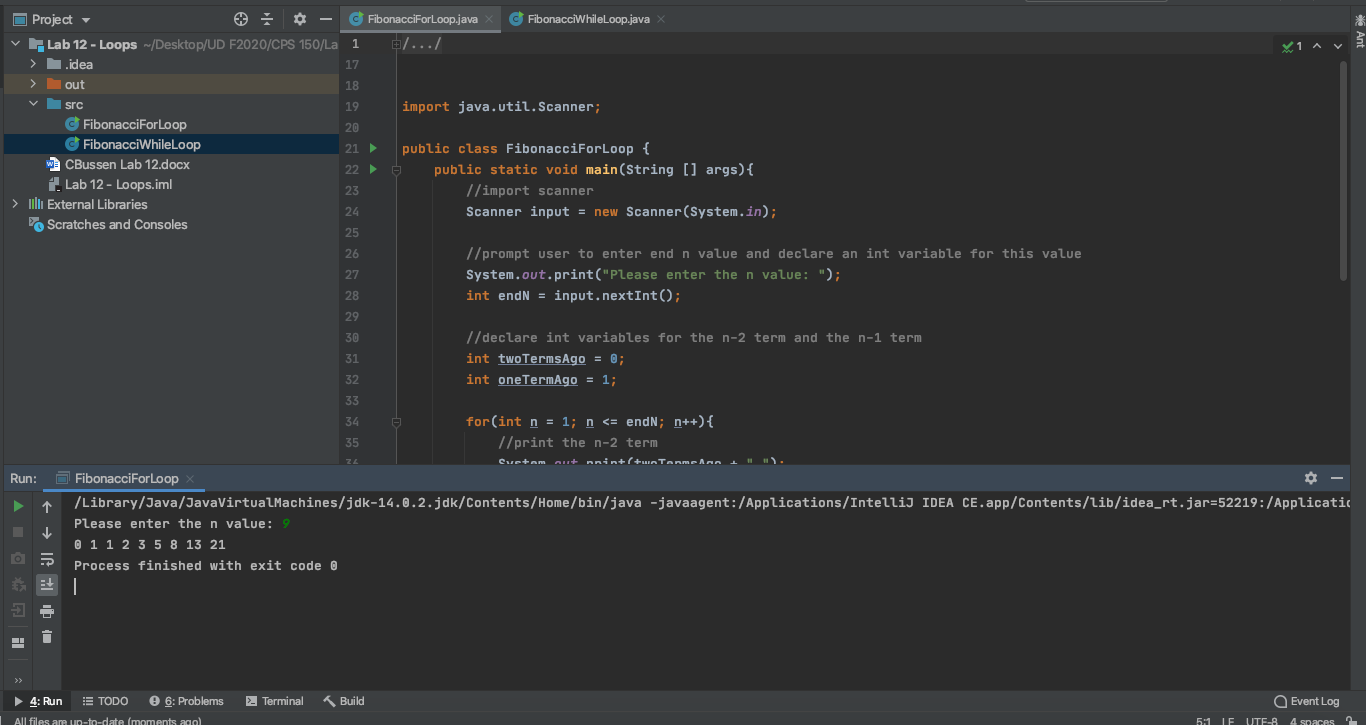 Project
Lab 12 - Loops ~/Desktop/UD F2020/CPS 150/La
.idea
out
src
FibonacciForLoop
FibonacciWhileLoop
CBussen Lab 12.docx
Lab 12 - Loops.iml
External Libraries
Scratches and Consoles
FibonacciForLoop.java
FibonacciWhileLoop.java
1
Ant
1 /.../
17
18
19 import java.util.Scanner;
20
21 public class FibonacciForLoop {
22 public static void main(String [] args){
23 //import scanner
24 Scanner input = new Scanner(System.in);
25
26 //prompt user to enter end n value and declare an int variable for this value
27 System.out.print("Please enter the n value: ");
28 int endN = input.nextInt();
29
30 //declare int variables for the n-2 term and the n-1 term
31 int twoTermsAgo = 0;
32 int oneTermAgo = 1;
33
34 for(int n = 1; n <= endN; n++){
35 //print the n-2 term
36 System.out.print(twoTermsAgo + " ");
Run: FibonacciForLoop
/Library/Java/JavaVirtualMachines/jdk-14.0.2.jdk/Contents/Home/bin/java -javaagent:/Applications/IntelliJ IDEA CE.app/Contents/lib/idea_rt.jar=52219:/Applicatio
Please enter the n value: 9
0 1 1 2 3 5 8 13 21
Process finished with exit code 0
4: Run TODO 6: Problems Terminal Build Event Log
All files are up-to-date (moments ago) 5:1 LF UTF-8 4 spaces